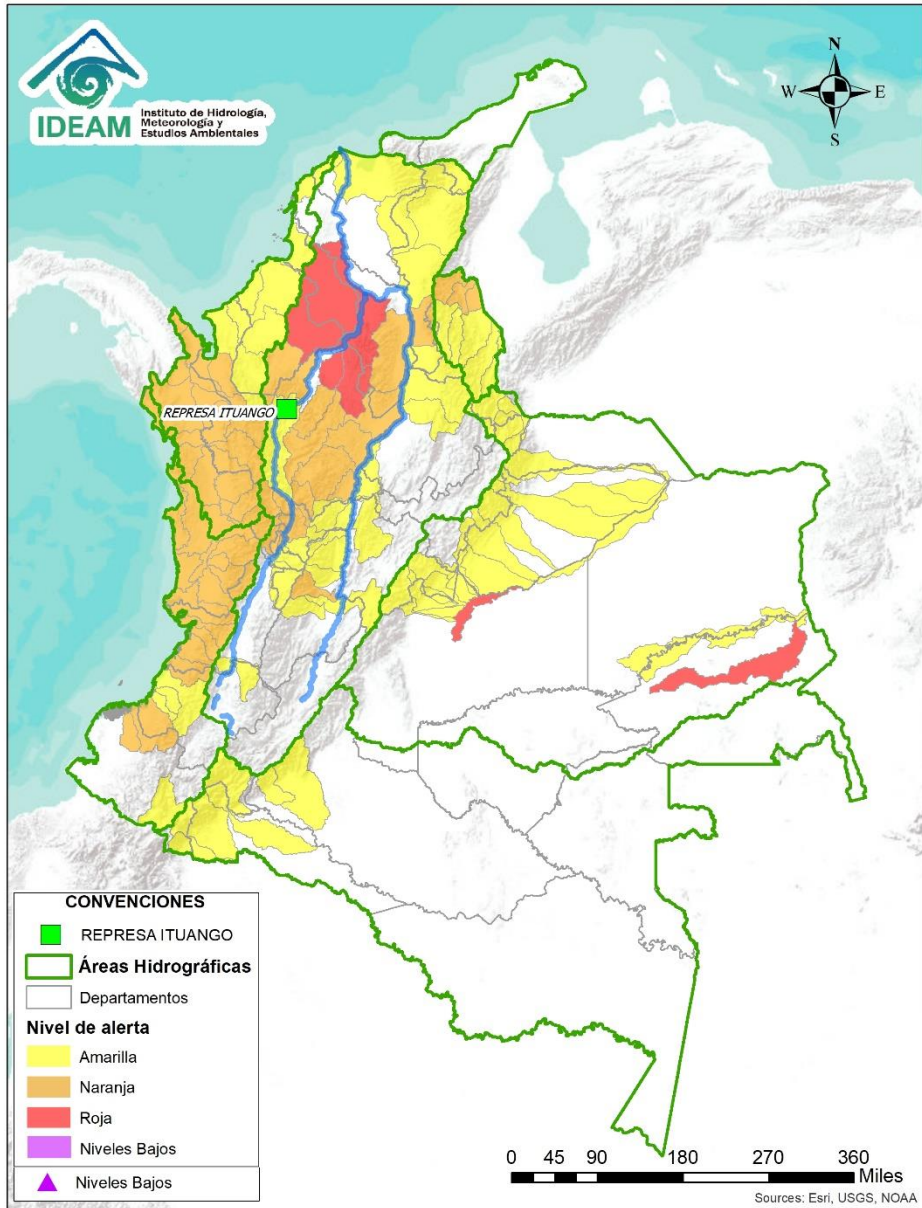 IDEAM
Instituto de Hidrología,
Meteorología y
Estudios Ambientales
N
W
E
S
REPRESA ITUANGO
CONVENCIONES
REPRESA ITUANGO
Áreas Hidrográficas
Departamentos
Nivel de alerta
Amarilla
Naranja
Roja
Niveles Bajos
Niveles Bajos
0 45 90 180 270 360
Miles
Sources: Esri, USGS, NOAA